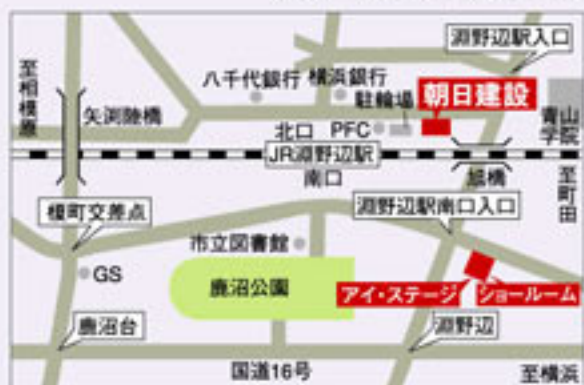 淵野辺駅入口
至相模原
八千代銀行
横浜銀行
駐輪場
朝日建設
青山学院
矢渕陸橋
北口
PFC
JR淵野辺駅
南口
旭橋
至町田
榎町交差点
淵野辺駅南口入口
市立図書館
GS
鹿沼公園
アイ・ステージ
ショールーム
鹿沼台
淵野辺
国道16号
至横浜